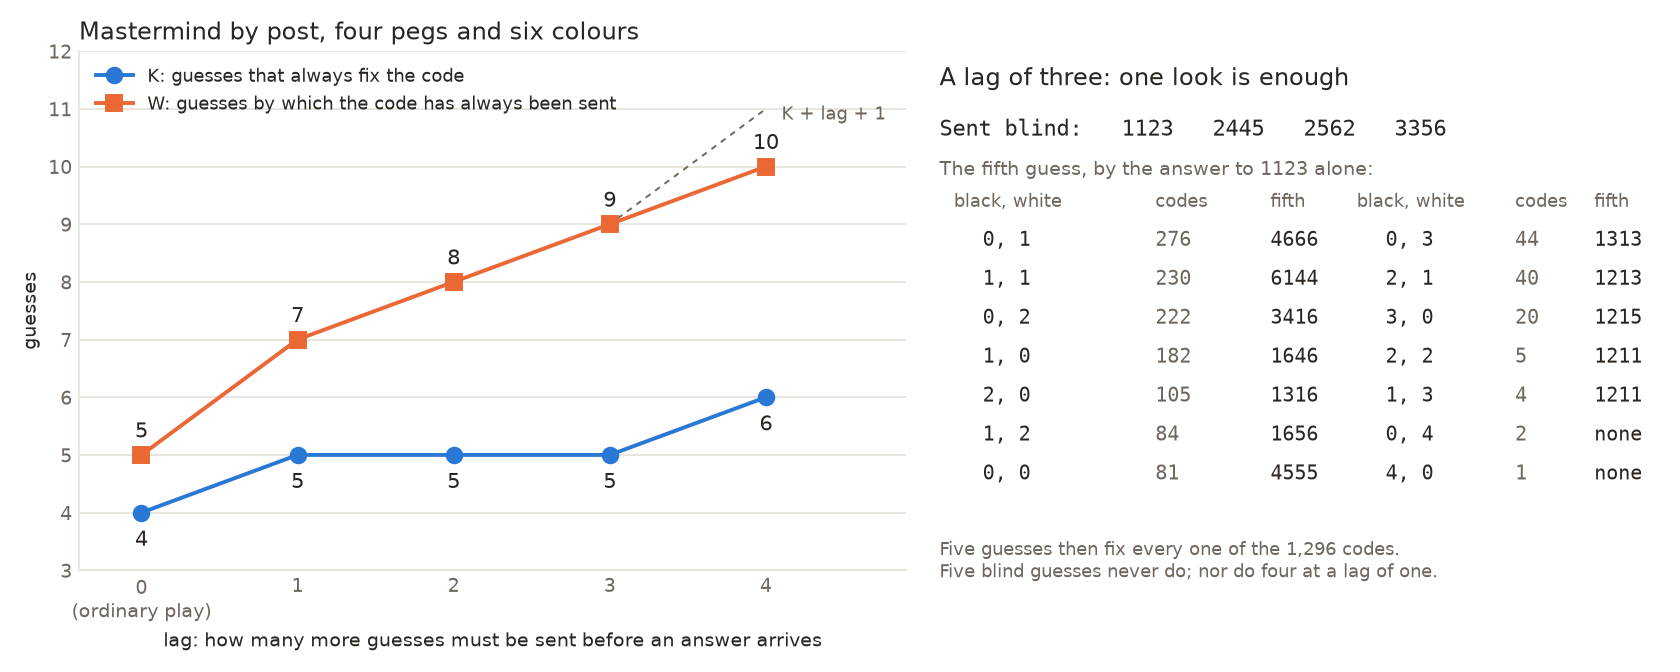 Mastermind by post, four pegs and six colours
12
11
10
9
8
7
6
5
4
3
guesses
K: guesses that always fix the code
W: guesses by which the code has always been sent
K + lag + 1
5
7
8
9
10
4
5
5
5
6
0
(ordinary play)
1
2
3
4
lag: how many more guesses must be sent before an answer arrives
A lag of three: one look is enough
Sent blind: 1123 2445 2562 3356
The fifth guess, by the answer to 1123 alone:
black, white codes fifth black, white codes fifth
0, 1 276 4666 0, 3 44 1313
1, 1 230 6144 2, 1 40 1213
0, 2 222 3416 3, 0 20 1215
1, 0 182 1646 2, 2 5 1211
2, 0 105 1316 1, 3 4 1211
1, 2 84 1656 0, 4 2 none
0, 0 81 4555 4, 0 1 none
Five guesses then fix every one of the 1,296 codes.
Five blind guesses never do; nor do four at a lag of one.